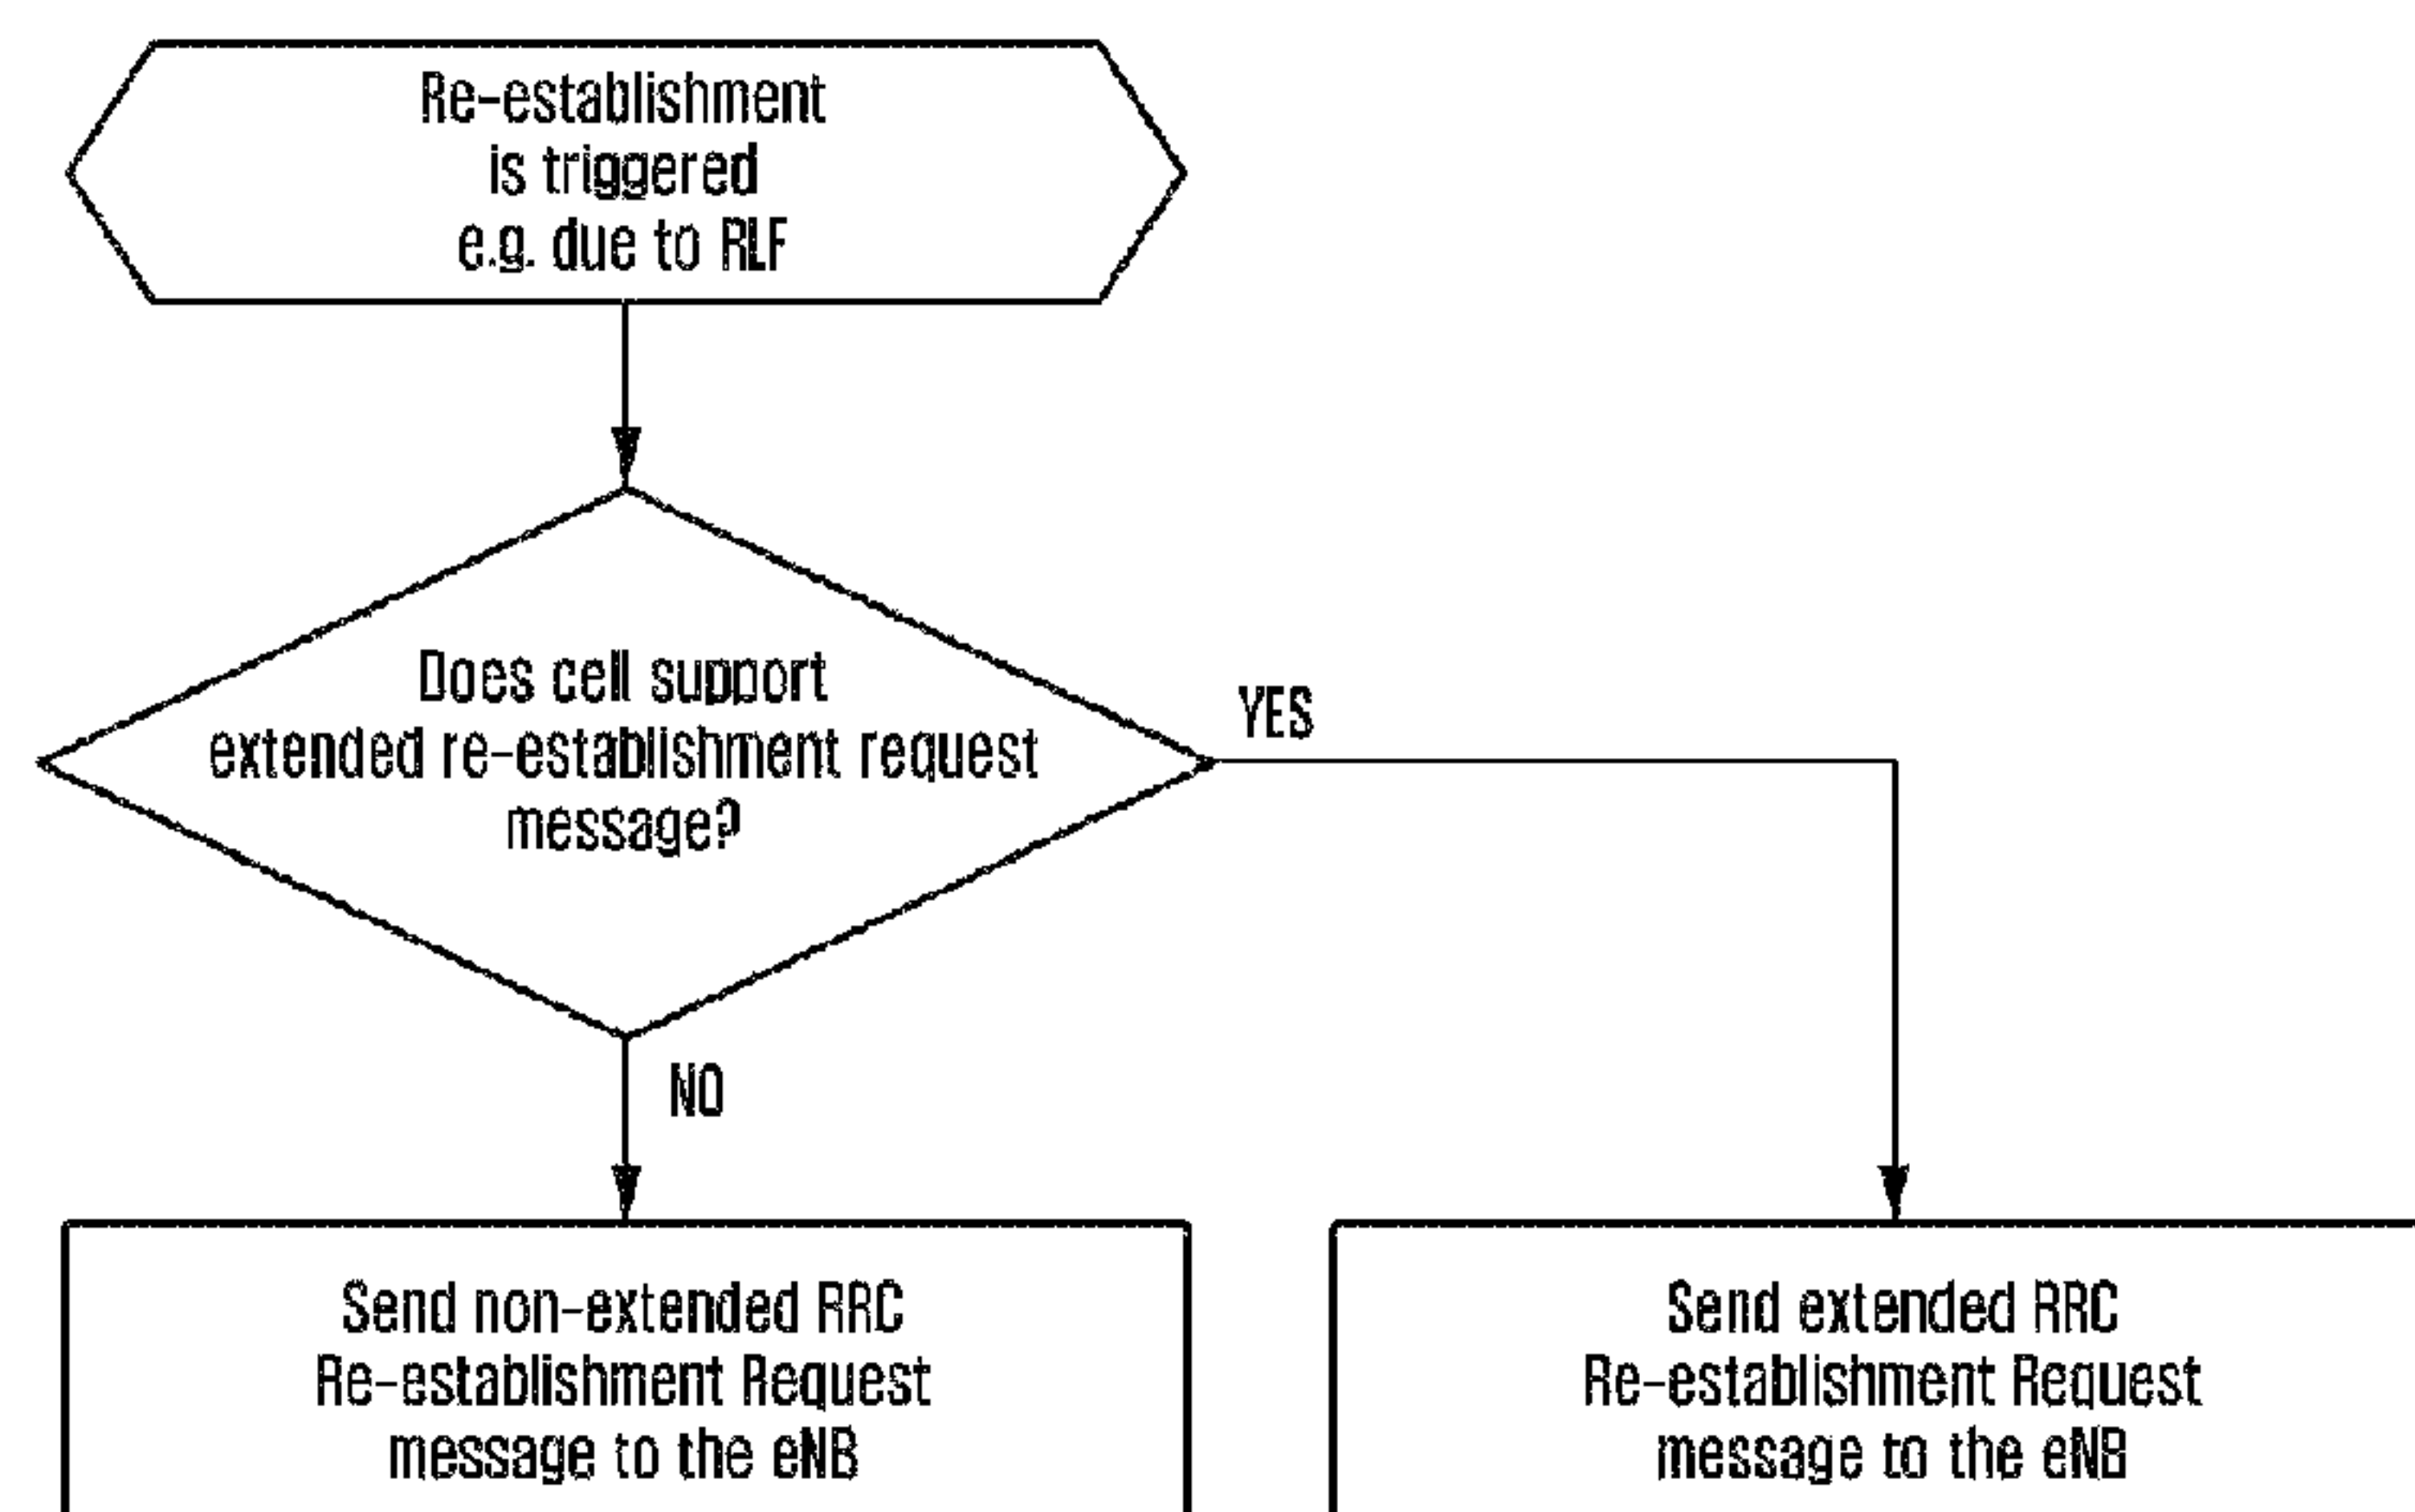 Re-establishment
is triggered
e.g. due to RLF
Does cell support
extended re-establishment request
message?
YES
NO
Send non-extended RRC
Re-establishment Request
message to the eNB
Send extended RRC
Re-establishment Request
message to the eNB